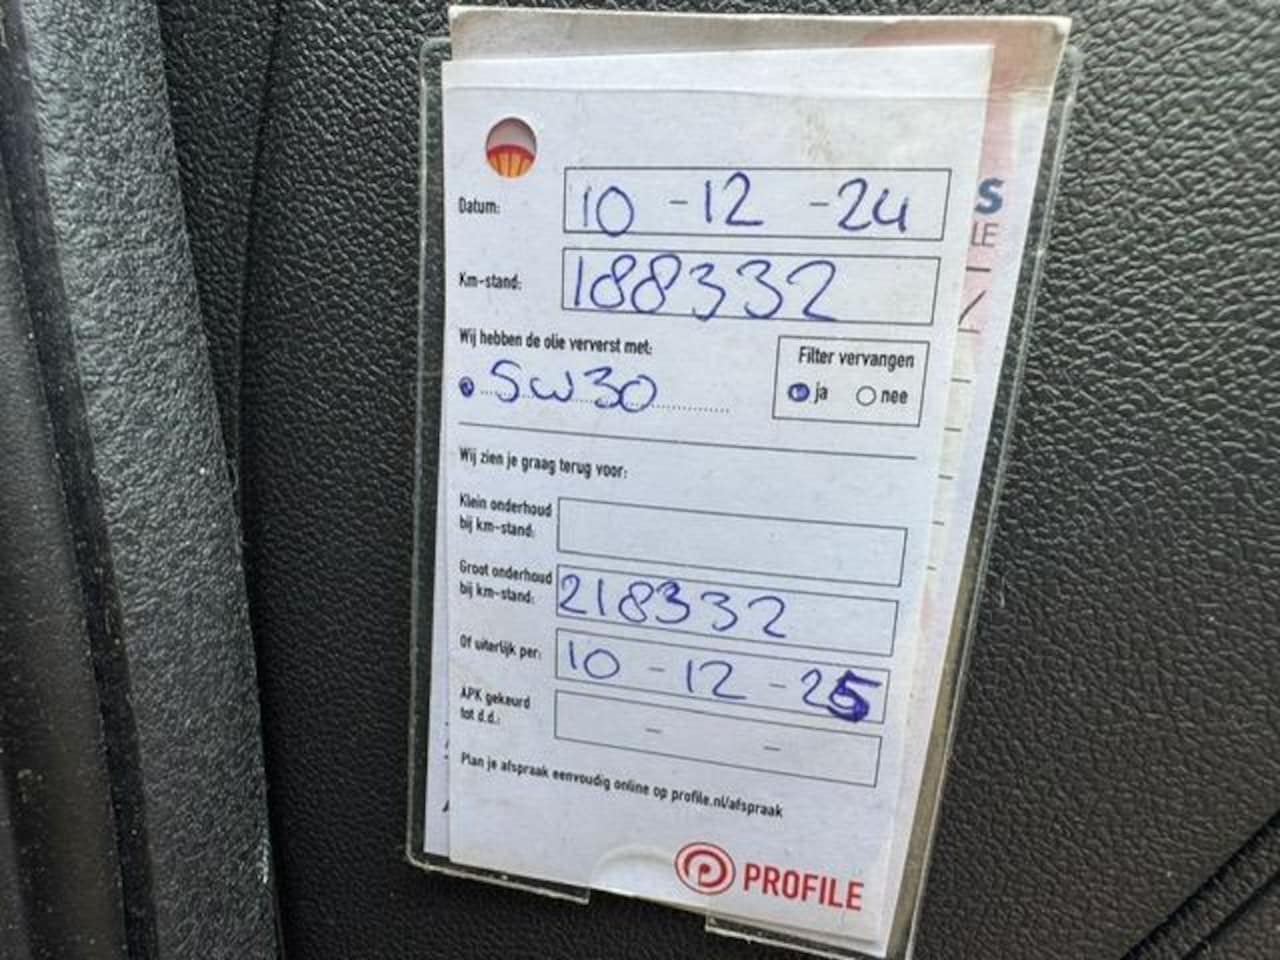 Datum: 10 - 12 - 24
Km-stand: 188332
Wij hebben de olie ververst met:
5W30
Filter vervangen
ja nee
Wij zien je graag terug voor:
Klein onderhoud
bij km-stand:
Groot onderhoud
bij km-stand: 218332
Of uiterlijk per: 10 - 12 - 25
APK gekeurd
tot d.d.: - -
Plan je afspraak eenvoudig online op profile.nl/afspraak
PROFILE
S
LE